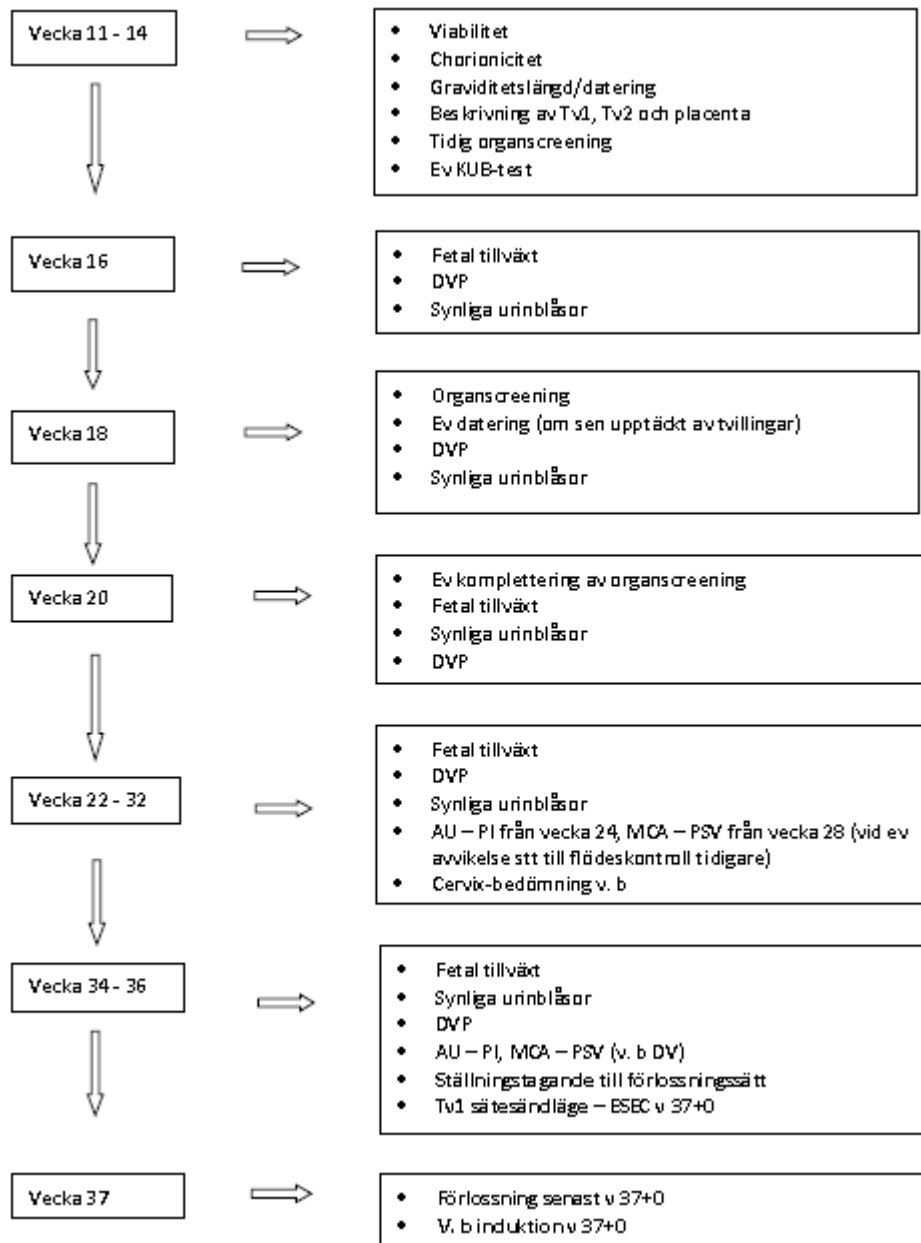 Vecka 11 - 14
• Viabilitet
• Chorionicitet
• Graviditetslängd/datering
• Beskrivning av Tv1, Tv2 och placenta
• Tidig organscreening
• Ev KUB-test
Vecka 16
• Fetal tillväxt
• DVP
• Synliga urinblåsor
Vecka 18
• Organscreening
• Ev datering (om sen upptäckt av tvillingar)
• DVP
• Synliga urinblåsor
Vecka 20
• Ev komplettering av organscreening
• Fetal tillväxt
• Synliga urinblåsor
• DVP
Vecka 22 - 32
• Fetal tillväxt
• DVP
• Synliga urinblåsor
• AU – PI från vecka 24, MCA – PSV från vecka 28 (vid ev
avvikelse stt till flödeskontroll tidigare)
• Cervix-bedömning v. b
Vecka 34 - 36
• Fetal tillväxt
• Synliga urinblåsor
• DVP
• AU – PI, MCA – PSV (v. b DV)
• Ställningstagande till förlossningssätt
• Tv1 sätesändläge – ESEC v 37+0
Vecka 37
• Förlossning senast v 37+0
• V. b induktion v 37+0